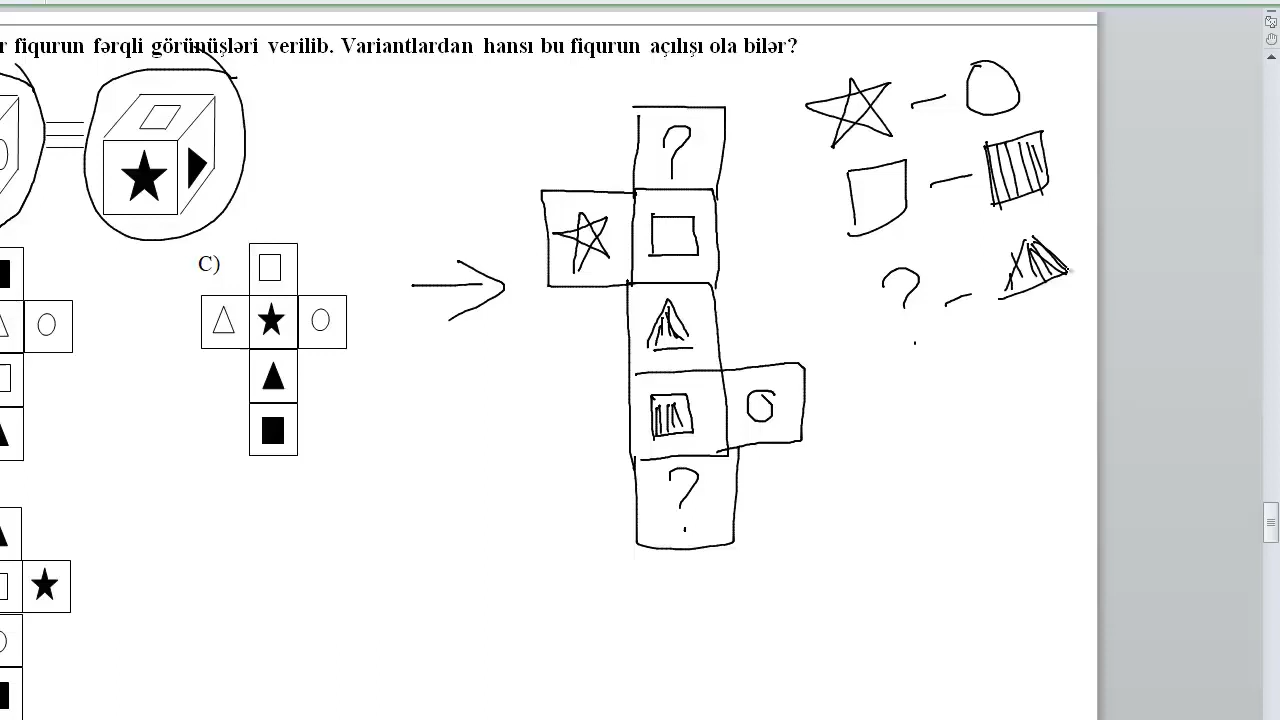 r fiqurun fərqli görünüşləri verilib. Variantlardan hansı bu fiqurun açılışı ola bilər?
C)
?
?
?